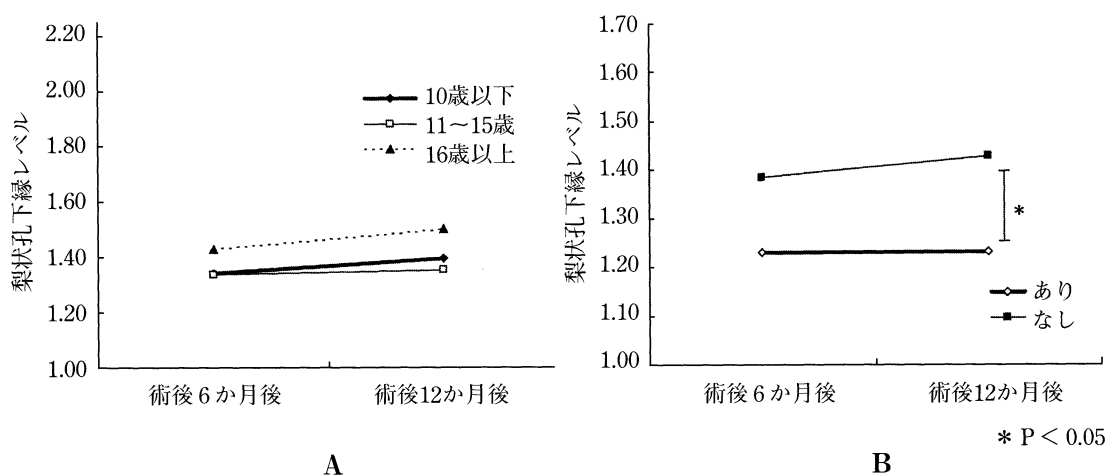 梨状孔下縁レベル
2.20
2.00
1.80
1.60
1.40
1.20
1.00
10歳以下
11〜15歳
16歳以上
術後6か月後
術後12か月後
A
梨状孔下縁レベル
1.70
1.60
1.50
1.40
1.30
1.20
1.10
1.00
*
あり
なし
術後6か月後
術後12か月後
* P < 0.05
B